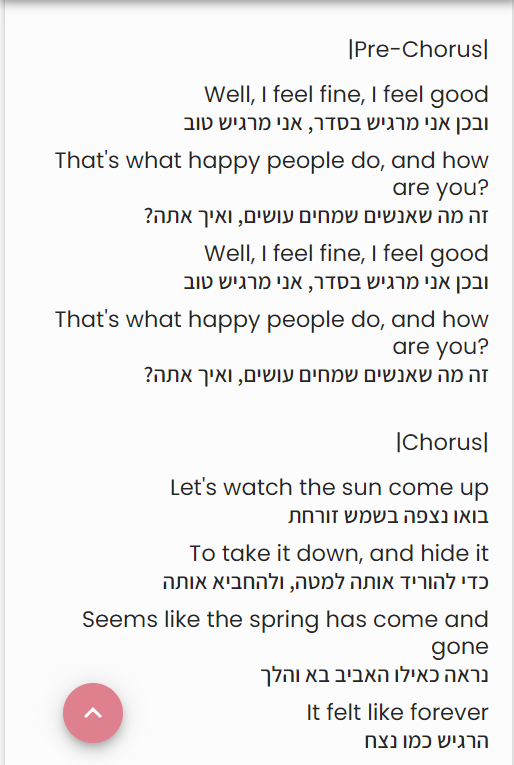 |Pre-Chorus|
Well, I feel fine, I feel good
ובכן אני מרגיש בסדר, אני מרגיש טוב
That's what happy people do, and how
are you?
זה מה שאנשים שמחים עושים, ואיך אתה?
Well, I feel fine, I feel good
ובכן אני מרגיש בסדר, אני מרגיש טוב
That's what happy people do, and how
are you?
זה מה שאנשים שמחים עושים, ואיך אתה?
|Chorus|
Let's watch the sun come up
בואו נצפה בשמש זורחת
To take it down, and hide it
כדי להוריד אותה למטה, ולהחביא אותה
Seems like the spring has come and
gone
נראה כאילו האביב בא והלך
It felt like forever
הרגיש כמו נצח